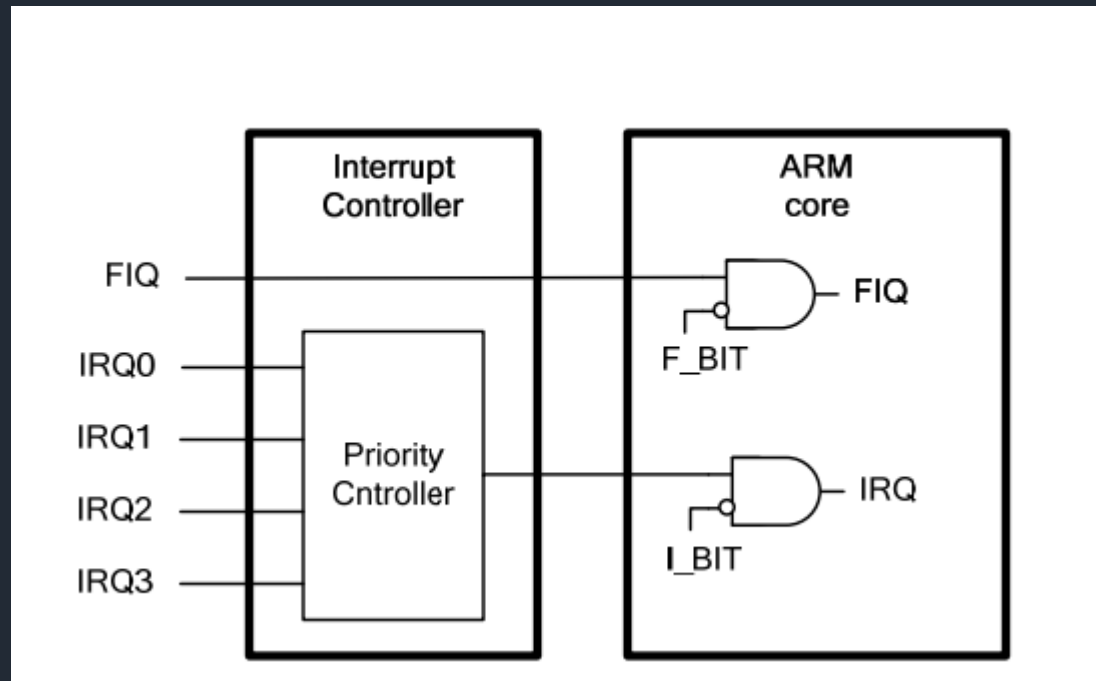 Interrupt
Controller
ARM
core
FIQ
FIQ
F_BIT
IRQ0
IRQ1
IRQ2
IRQ3
Priority
Cntroller
IRQ
I_BIT